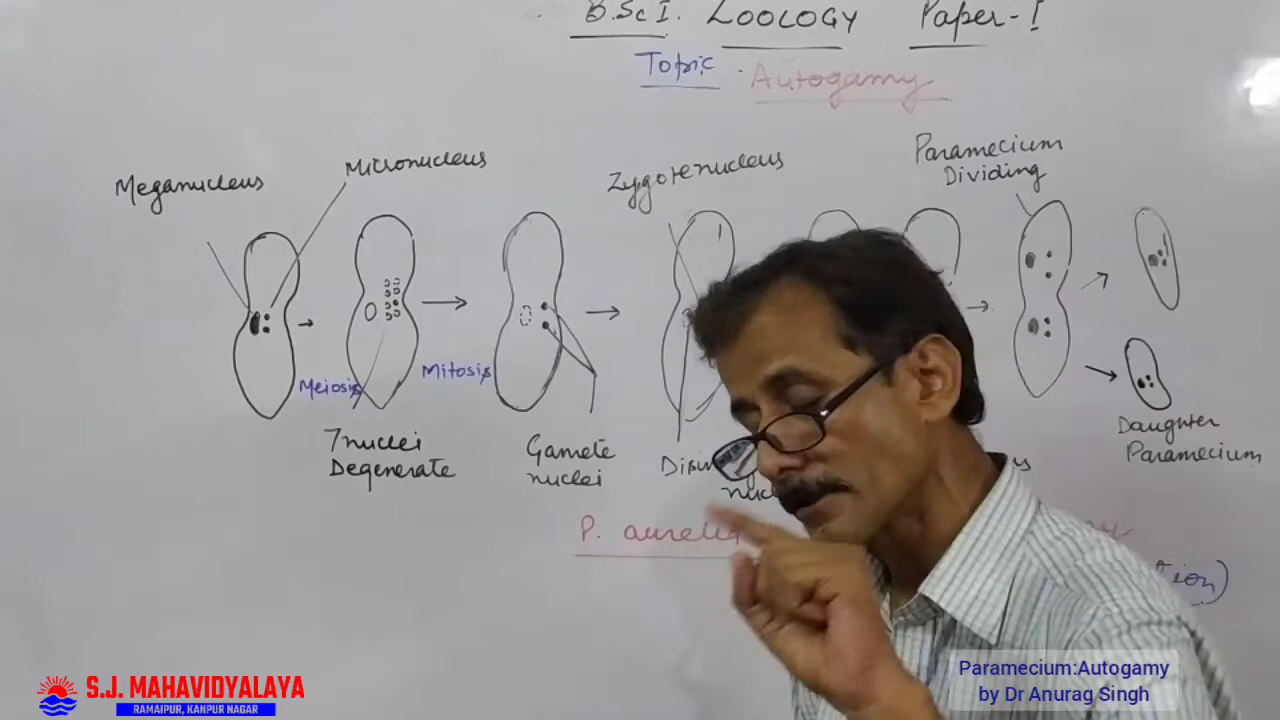 B.Sc I. ZOOLOGY Paper-I
Topic - Autogamy
Meganucleus
Micronucleus
Zygotenucleus
Paramecium
Dividing
Meiosis
Mitosis
7nuclei
Degenerate
Gamete
nuclei
Daughter
Paramecium
P. aurelia
S.J. MAHAVIDYALAYA
RAMAIPUR, KANPUR NAGAR
Paramecium:Autogamy
by Dr Anurag Singh